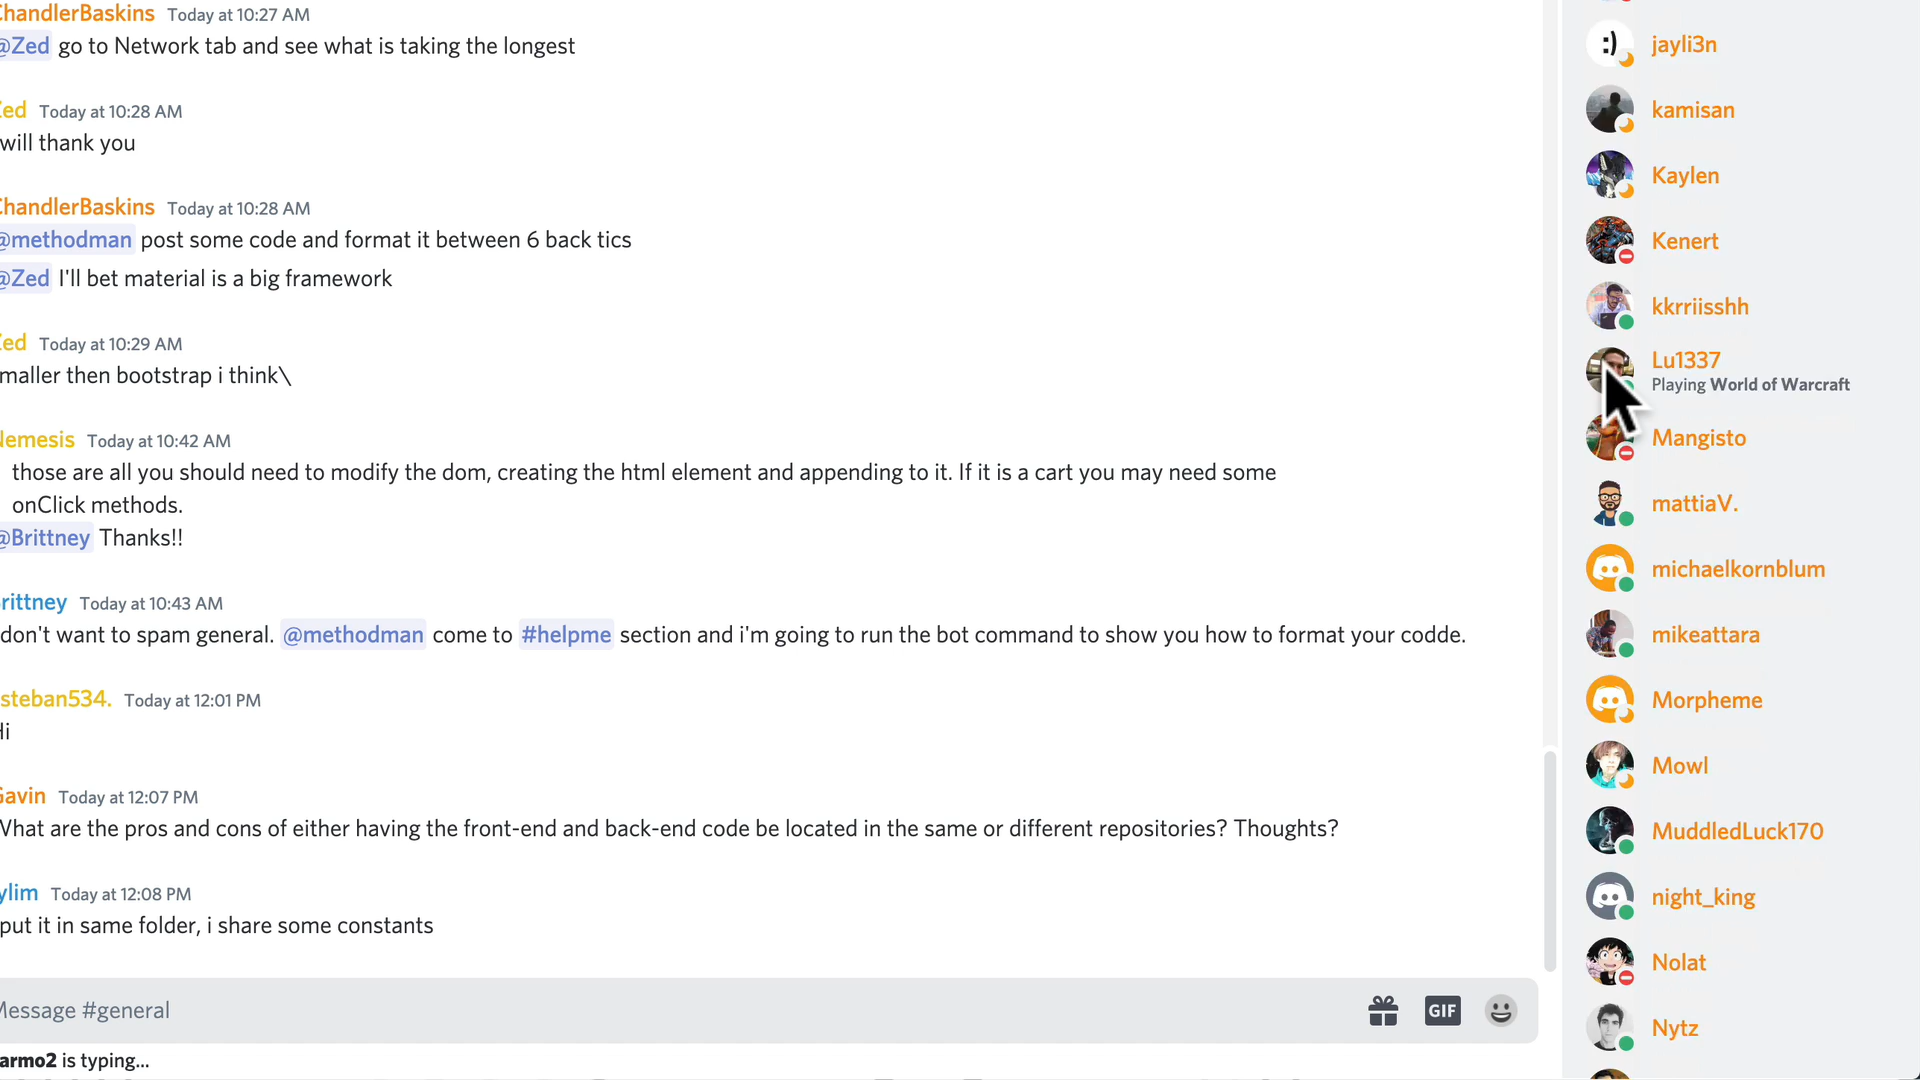 ChandlerBaskins Today at 10:27 AM
@Zed go to Network tab and see what is taking the longest
Zed Today at 10:28 AM
will thank you
ChandlerBaskins Today at 10:28 AM
@methodman post some code and format it between 6 back tics
@Zed I'll bet material is a big framework
Zed Today at 10:29 AM
maller then bootstrap i think\
Nemesis Today at 10:42 AM
those are all you should need to modify the dom, creating the html element and appending to it. If it is a cart you may need some
onClick methods.
@Brittney Thanks!!
Brittney Today at 10:43 AM
don't want to spam general. @methodman come to #helpme section and i'm going to run the bot command to show you how to format your codde.
steban534. Today at 12:01 PM
Hi
Gavin Today at 12:07 PM
What are the pros and cons of either having the front-end and back-end code be located in the same or different repositories? Thoughts?
ylim Today at 12:08 PM
put it in same folder, i share some constants
Message #general
GIF
armo2 is typing...
:)
jayli3n
kamisan
Kaylen
Kenert
kkrriisshh
Lu1337
Playing World of Warcraft
Mangisto
mattiaV.
michaelkornblum
mikeattara
Morpheme
Mowl
MuddledLuck170
night_king
Nolat
Nytz